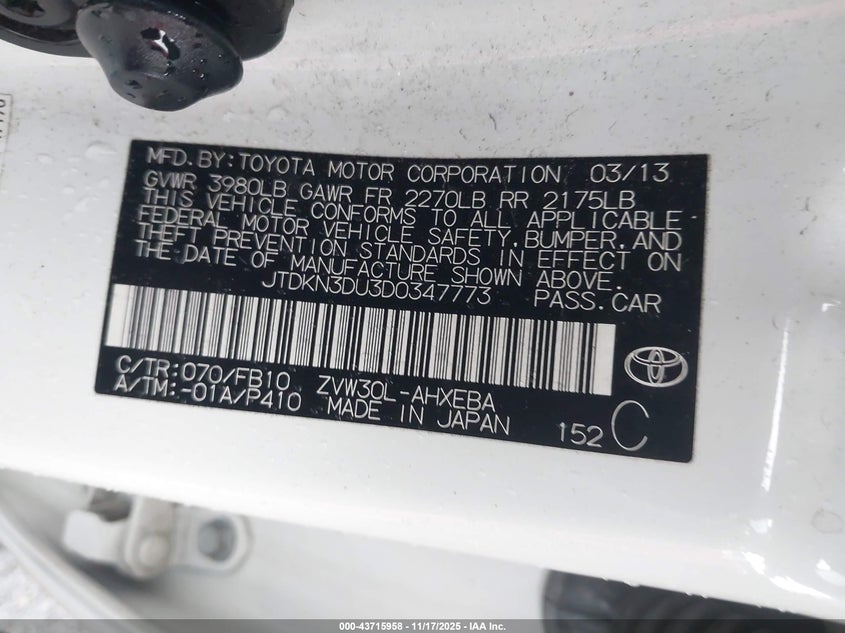 MFD. BY: TOYOTA MOTOR CORPORATION 03/13
GVWR 3980LB GAWR FR 2270LB RR 2175LB
THIS VEHICLE CONFORMS TO ALL APPLICABLE
FEDERAL MOTOR VEHICLE SAFETY, BUMPER, AND
THEFT PREVENTION STANDARDS IN EFFECT ON
THE DATE OF MANUFACTURE SHOWN ABOVE.
JTDKN3DU3D0347773 PASS. CAR
C/TR: 070/FB10 ZVW30L-AHXEBA
A/TM: -01A/P410 MADE IN JAPAN
152 C
000-43715958 - 11/17/2025 - IAA Inc.